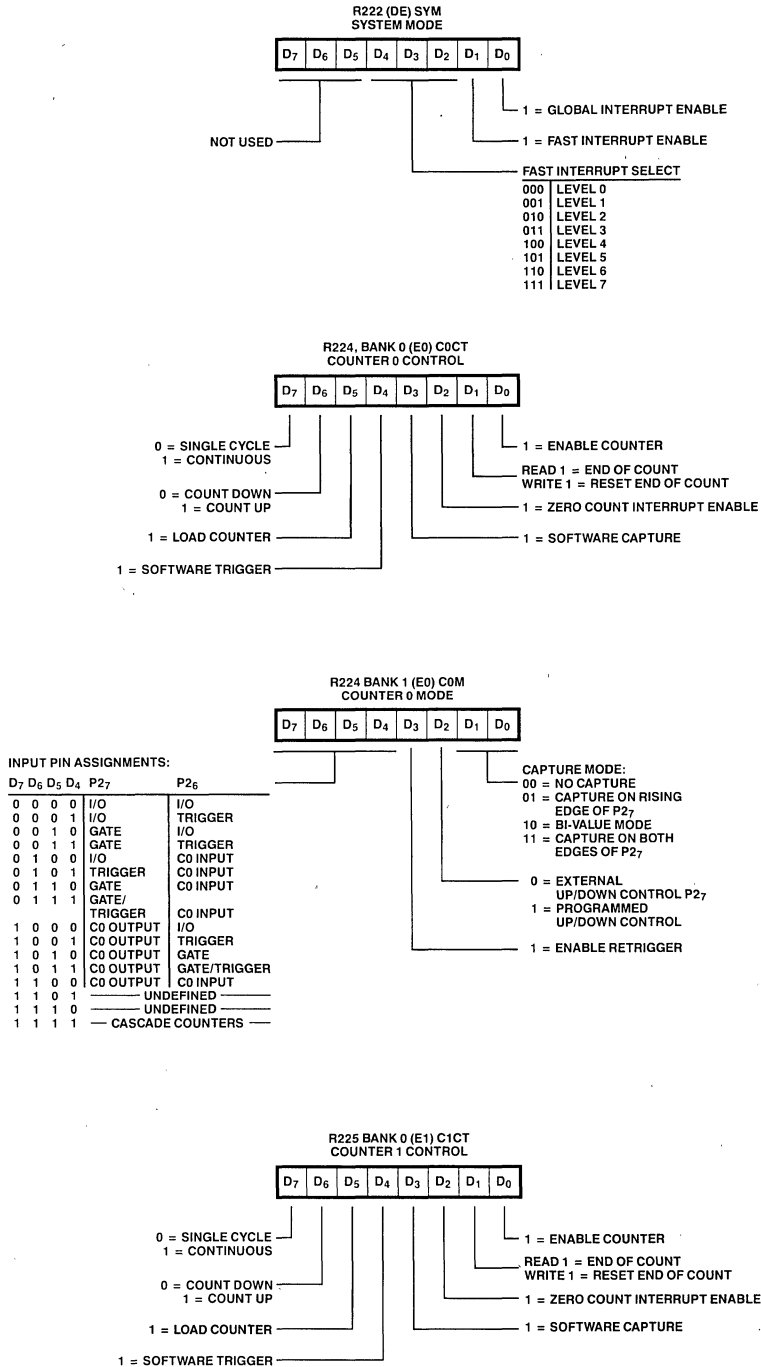 R222 (DE) SYM
SYSTEM MODE
D7 D6 D5 D4 D3 D2 D1 D0
1 = GLOBAL INTERRUPT ENABLE
NOT USED
1 = FAST INTERRUPT ENABLE
FAST INTERRUPT SELECT
000 LEVEL 0
001 LEVEL 1
010 LEVEL 2
011 LEVEL 3
100 LEVEL 4
101 LEVEL 5
110 LEVEL 6
111 LEVEL 7
R224, BANK 0 (E0) C0CT
COUNTER 0 CONTROL
D7 D6 D5 D4 D3 D2 D1 D0
0 = SINGLE CYCLE
1 = CONTINUOUS
1 = ENABLE COUNTER
READ 1 = END OF COUNT
WRITE 1 = RESET END OF COUNT
0 = COUNT DOWN
1 = COUNT UP
1 = ZERO COUNT INTERRUPT ENABLE
1 = LOAD COUNTER
1 = SOFTWARE CAPTURE
1 = SOFTWARE TRIGGER
R224 BANK 1 (E0) C0M
COUNTER 0 MODE
D7 D6 D5 D4 D3 D2 D1 D0
INPUT PIN ASSIGNMENTS:
D7 D6 D5 D4 P27 P26
0 0 0 0 I/O I/O
0 0 0 1 I/O TRIGGER
0 0 1 0 GATE I/O
0 0 1 1 GATE TRIGGER
0 1 0 0 I/O C0 INPUT
0 1 0 1 TRIGGER C0 INPUT
0 1 1 0 GATE C0 INPUT
0 1 1 1 GATE/
TRIGGER C0 INPUT
1 0 0 0 C0 OUTPUT I/O
1 0 0 1 C0 OUTPUT TRIGGER
1 0 1 0 C0 OUTPUT GATE
1 0 1 1 C0 OUTPUT GATE/TRIGGER
1 1 0 0 C0 OUTPUT C0 INPUT
1 1 0 1 UNDEFINED
1 1 1 0 UNDEFINED
1 1 1 1 CASCADE COUNTERS
CAPTURE MODE:
00 = NO CAPTURE
01 = CAPTURE ON RISING
EDGE OF P27
10 = BI-VALUE MODE
11 = CAPTURE ON BOTH
EDGES OF P27
0 = EXTERNAL
UP/DOWN CONTROL P27
1 = PROGRAMMED
UP/DOWN CONTROL
1 = ENABLE RETRIGGER
R225 BANK 0 (E1) C1CT
COUNTER 1 CONTROL
D7 D6 D5 D4 D3 D2 D1 D0
0 = SINGLE CYCLE
1 = CONTINUOUS
1 = ENABLE COUNTER
READ 1 = END OF COUNT
WRITE 1 = RESET END OF COUNT
0 = COUNT DOWN
1 = COUNT UP
1 = ZERO COUNT INTERRUPT ENABLE
1 = LOAD COUNTER
1 = SOFTWARE CAPTURE
1 = SOFTWARE TRIGGER